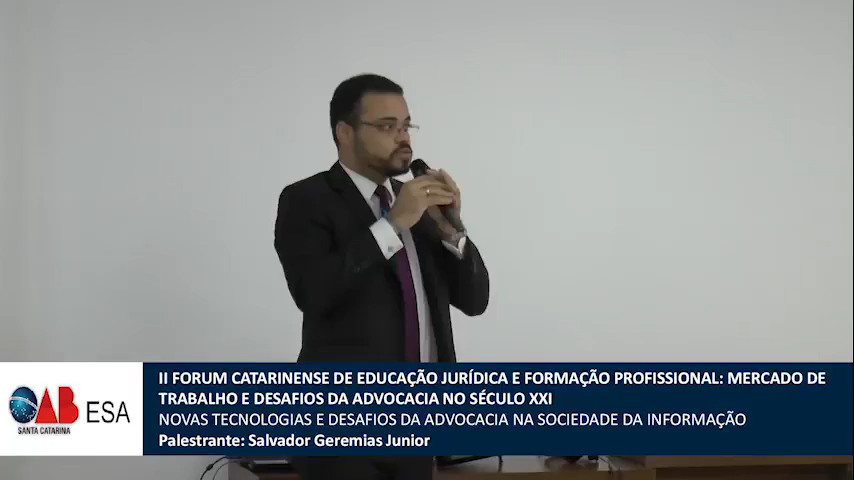 II FORUM CATARINENSE DE EDUCAÇÃO JURÍDICA E FORMAÇÃO PROFISSIONAL: MERCADO DE
TRABALHO E DESAFIOS DA ADVOCACIA NO SÉCULO XXI
NOVAS TECNOLOGIAS E DESAFIOS DA ADVOCACIA NA SOCIEDADE DA INFORMAÇÃO
Palestrante: Salvador Geremias Junior
OAB ESA
SANTA CATARINA